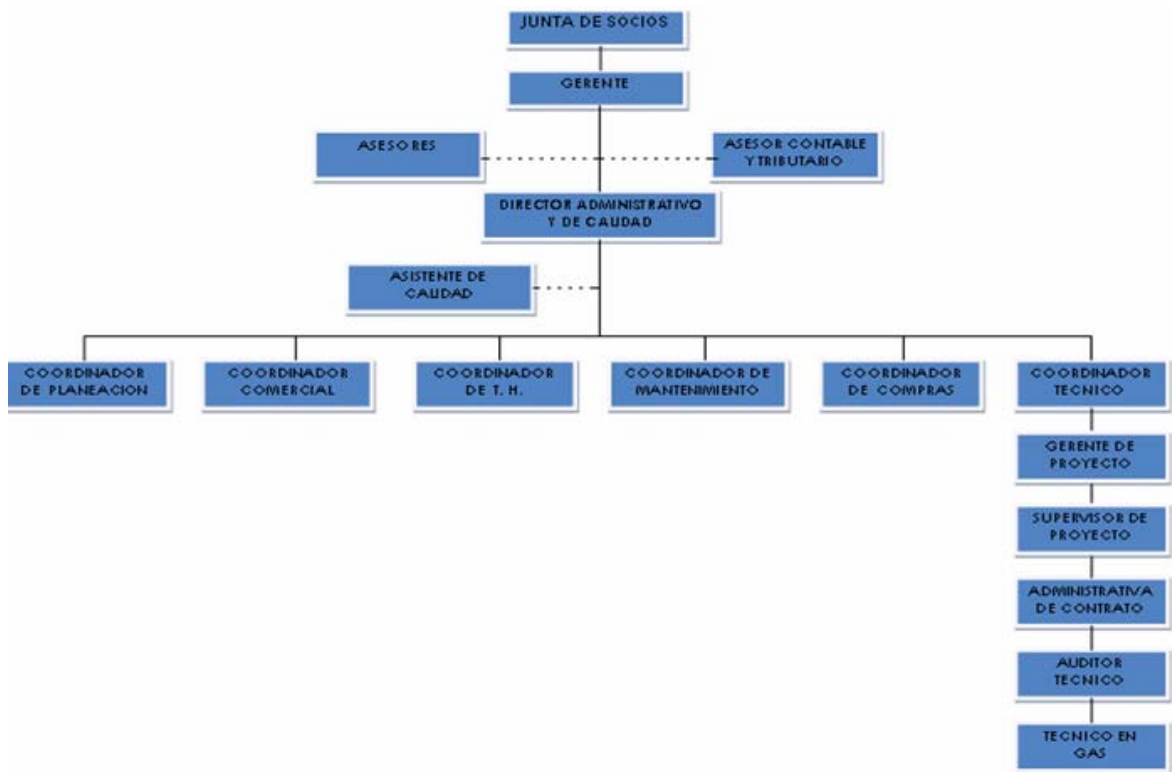 JUNTA DE SOCIOS
GERENTE
ASESORES
ASESOR CONTABLE
Y TRIBUTARIO
DIRECTOR ADMINISTRATIVO
Y DE CALIDAD
ASISTENTE DE
CALIDAD
COORDINADOR
DE PLANEACION
COORDINADOR
COMERCIAL
COORDINADOR
DE T. H.
COORDINADOR DE
MANTENIMIENTO
COORDINADOR
DE COMPRAS
COORDINADOR
TECNICO
GERENTE DE
PROYECTO
SUPERVISOR DE
PROYECTO
ADMINISTRATIVA
DE CONTRATO
AUDITOR
TECNICO
TECNICO EN
GAS